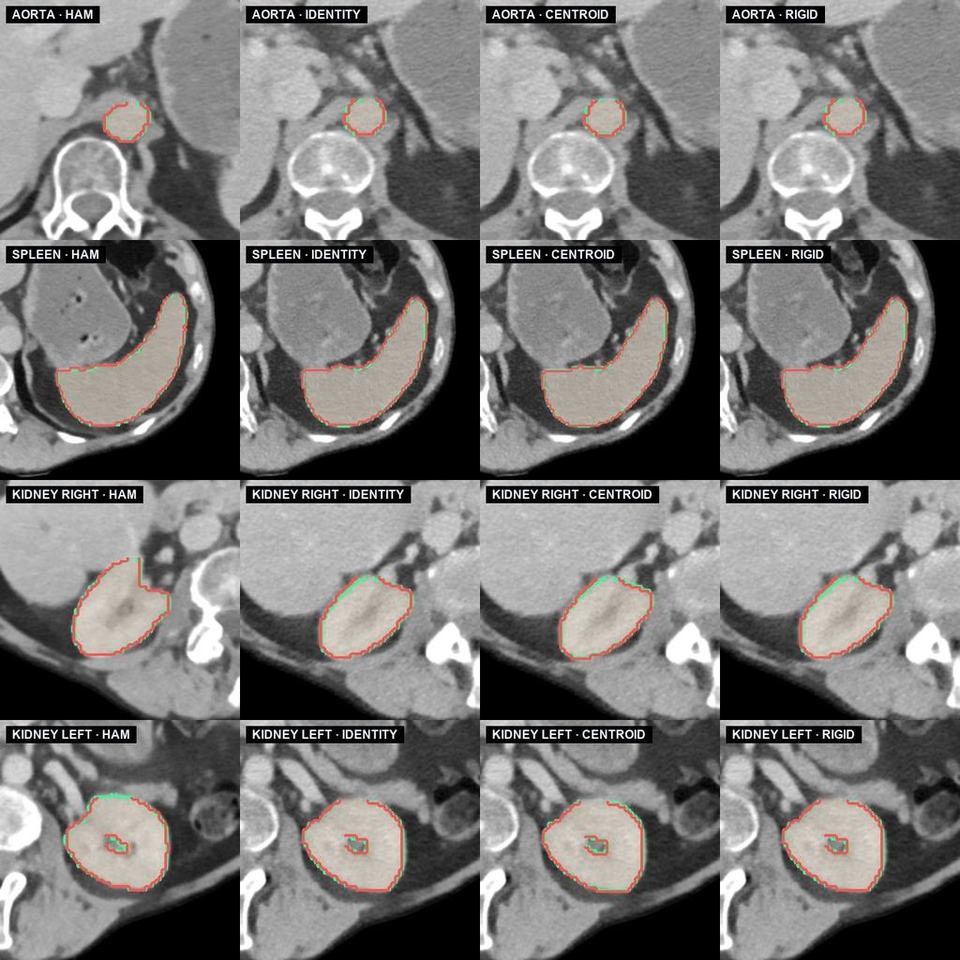 AORTA · HAM
AORTA · IDENTITY
AORTA · CENTROID
AORTA · RIGID
SPLEEN · HAM
SPLEEN · IDENTITY
SPLEEN · CENTROID
SPLEEN · RIGID
KIDNEY RIGHT · HAM
KIDNEY RIGHT · IDENTITY
KIDNEY RIGHT · CENTROID
KIDNEY RIGHT · RIGID
KIDNEY LEFT · HAM
KIDNEY LEFT · IDENTITY
KIDNEY LEFT · CENTROID
KIDNEY LEFT · RIGID